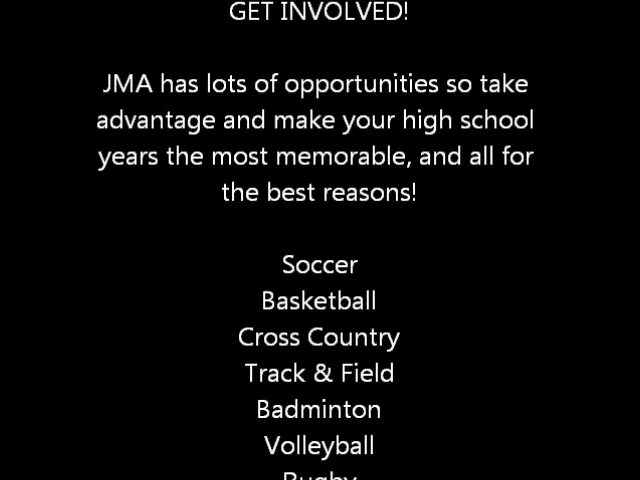 GET INVOLVED!
JMA has lots of opportunities so take
advantage and make your high school
years the most memorable, and all for
the best reasons!
Soccer
Basketball
Cross Country
Track & Field
Badminton
Volleyball
Rugby